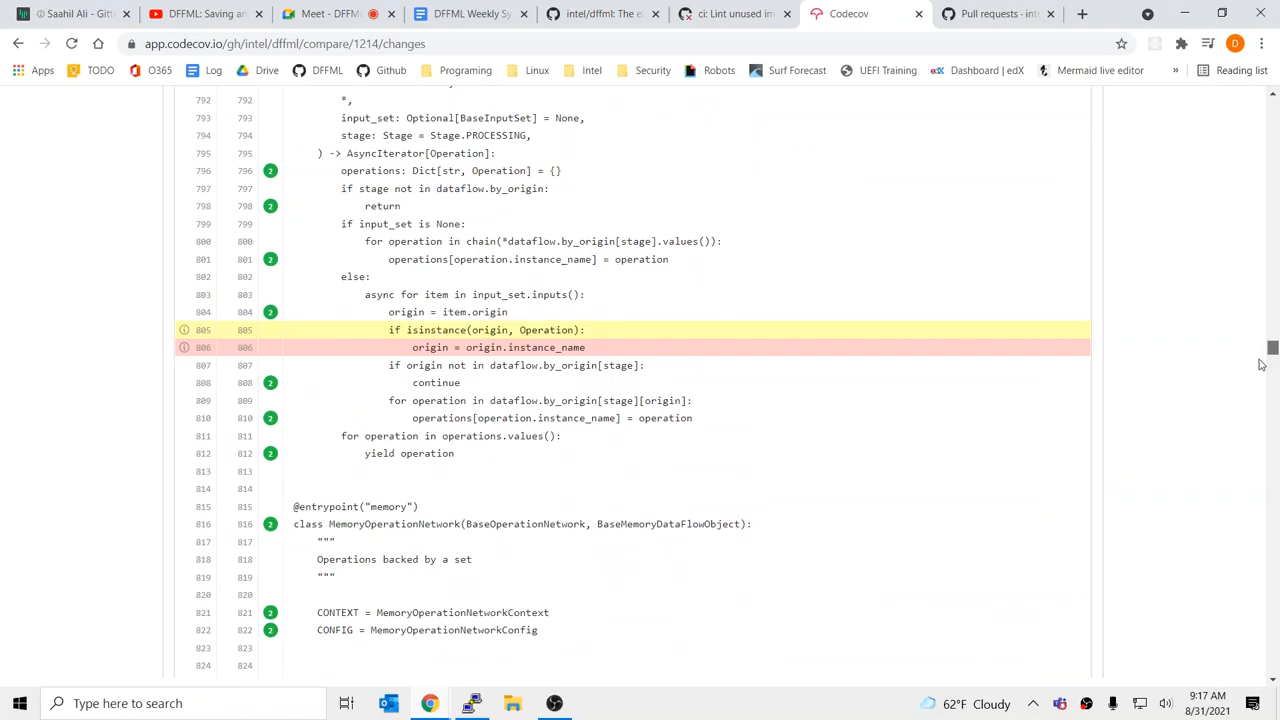 Saahil Ali - Gith
DFFML: Saving an
Meet - DFFML
DFFML Weekly Sy
intel/dffml: The e
ci: Lint unused im
Codecov
Pull requests · int
app.codecov.io/gh/intel/dffml/compare/1214/changes
Apps
TODO
O365
Log
Drive
DFFML
Github
Programing
Linux
Intel
Security
Robots
Surf Forecast
UEFI Training
Dashboard | edX
Mermaid live editor
»
Reading list
792 792 *,
793 793 input_set: Optional[BaseInputSet] = None,
794 794 stage: Stage = Stage.PROCESSING,
795 795 ) -> AsyncIterator[Operation]:
796 796 2 operations: Dict[str, Operation] = {}
797 797 if stage not in dataflow.by_origin:
798 798 2 return
799 799 if input_set is None:
800 800 for operation in chain(*dataflow.by_origin[stage].values()):
801 801 2 operations[operation.instance_name] = operation
802 802 else:
803 803 async for item in input_set.inputs():
804 804 2 origin = item.origin
805 805 if isinstance(origin, Operation):
806 806 origin = origin.instance_name
807 807 if origin not in dataflow.by_origin[stage]:
808 808 2 continue
809 809 for operation in dataflow.by_origin[stage][origin]:
810 810 2 operations[operation.instance_name] = operation
811 811 for operation in operations.values():
812 812 2 yield operation
813 813
814 814
815 815 @entrypoint("memory")
816 816 2 class MemoryOperationNetwork(BaseOperationNetwork, BaseMemoryDataFlowObject):
817 817 """
818 818 Operations backed by a set
819 819 """
820 820
821 821 2 CONTEXT = MemoryOperationNetworkContext
822 822 2 CONFIG = MemoryOperationNetworkConfig
823 823
824 824
Type here to search
62°F Cloudy
9:17 AM
8/31/2021